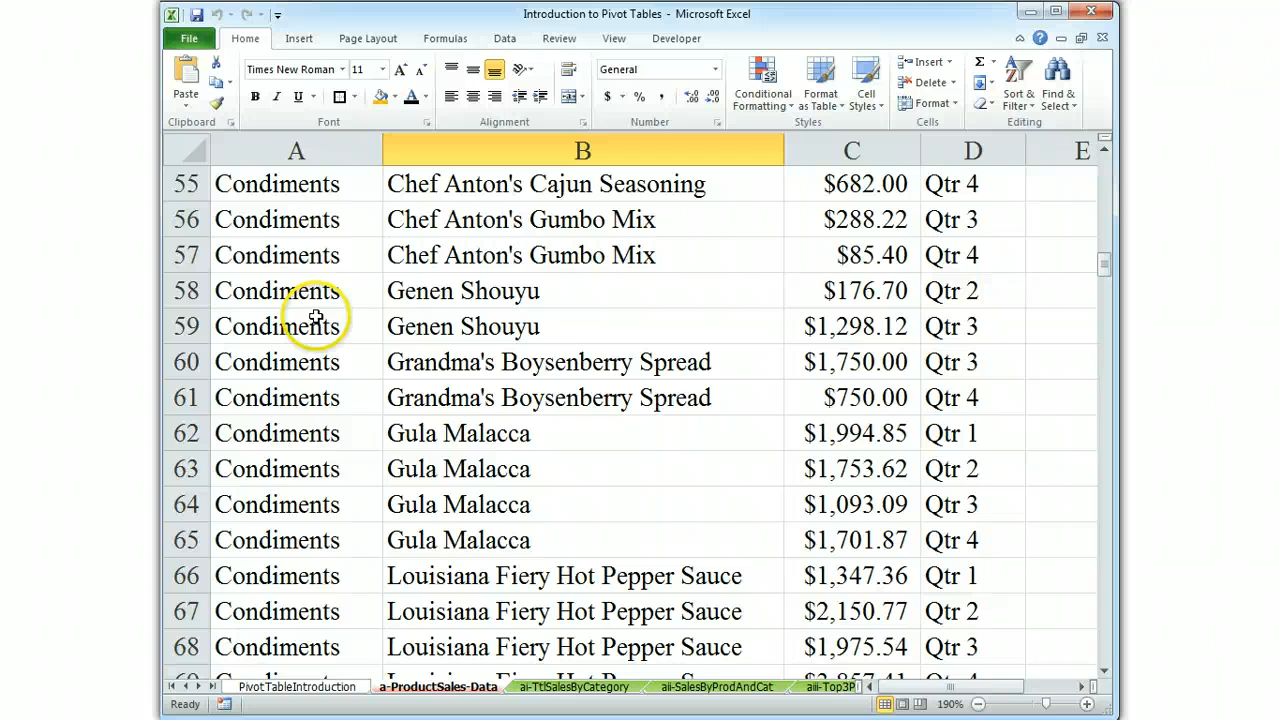 Introduction to Pivot Tables - Microsoft Excel
File Home Insert Page Layout Formulas Data Review View Developer
Times New Roman 11 General Insert Σ
Paste Conditional Format Cell Delete Sort & Find &
Formatting as Table Styles Format Filter Select
Clipboard Font Alignment Number Styles Cells Editing
A B C D E
55 Condiments Chef Anton's Cajun Seasoning $682.00 Qtr 4
56 Condiments Chef Anton's Gumbo Mix $288.22 Qtr 3
57 Condiments Chef Anton's Gumbo Mix $85.40 Qtr 4
58 Condiments Genen Shouyu $176.70 Qtr 2
59 Condiments Genen Shouyu $1,298.12 Qtr 3
60 Condiments Grandma's Boysenberry Spread $1,750.00 Qtr 3
61 Condiments Grandma's Boysenberry Spread $750.00 Qtr 4
62 Condiments Gula Malacca $1,994.85 Qtr 1
63 Condiments Gula Malacca $1,753.62 Qtr 2
64 Condiments Gula Malacca $1,093.09 Qtr 3
65 Condiments Gula Malacca $1,701.87 Qtr 4
66 Condiments Louisiana Fiery Hot Pepper Sauce $1,347.36 Qtr 1
67 Condiments Louisiana Fiery Hot Pepper Sauce $2,150.77 Qtr 2
68 Condiments Louisiana Fiery Hot Pepper Sauce $1,975.54 Qtr 3
PivotTableIntroduction a-ProductSales-Data ai-TtlSalesByCategory aii-SalesByProdAndCat aiii-Top3P
Ready 190%